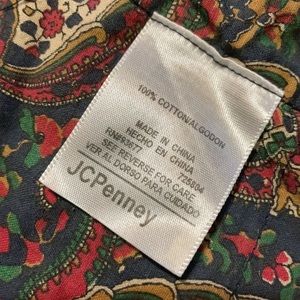 100% COTTON/ALGODON
MADE IN CHINA
HECHO EN CHINA
RN#93677 725804
SEE REVERSE FOR CARE
VER AL DORSO PARA CUIDADO
JCPenney